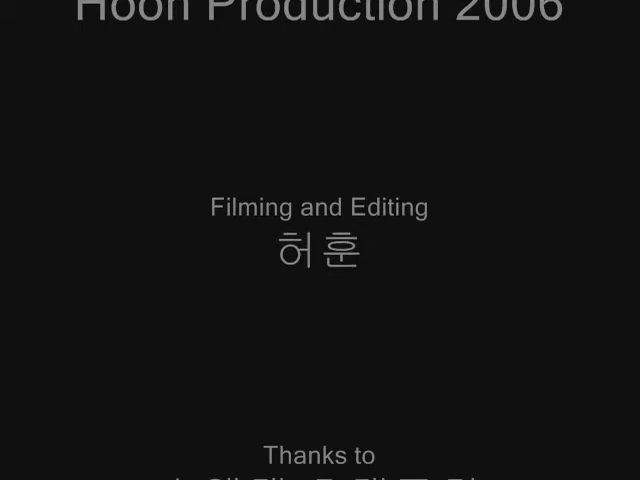 Hoon Production 2006
Filming and Editing
허훈
Thanks to